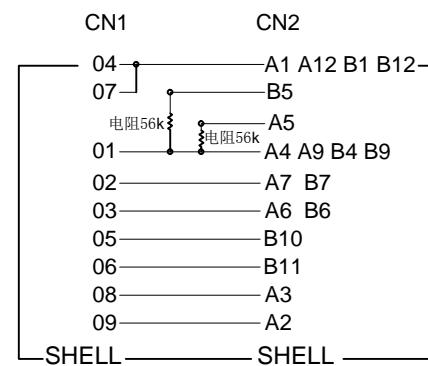 CN1 CN2
04 A1 A12 B1 B12
07 B5
电阻56k A5
01 电阻56k A4 A9 B4 B9
02 A7 B7
03 A6 B6
05 B10
06 B11
08 A3
09 A2
SHELL SHELL